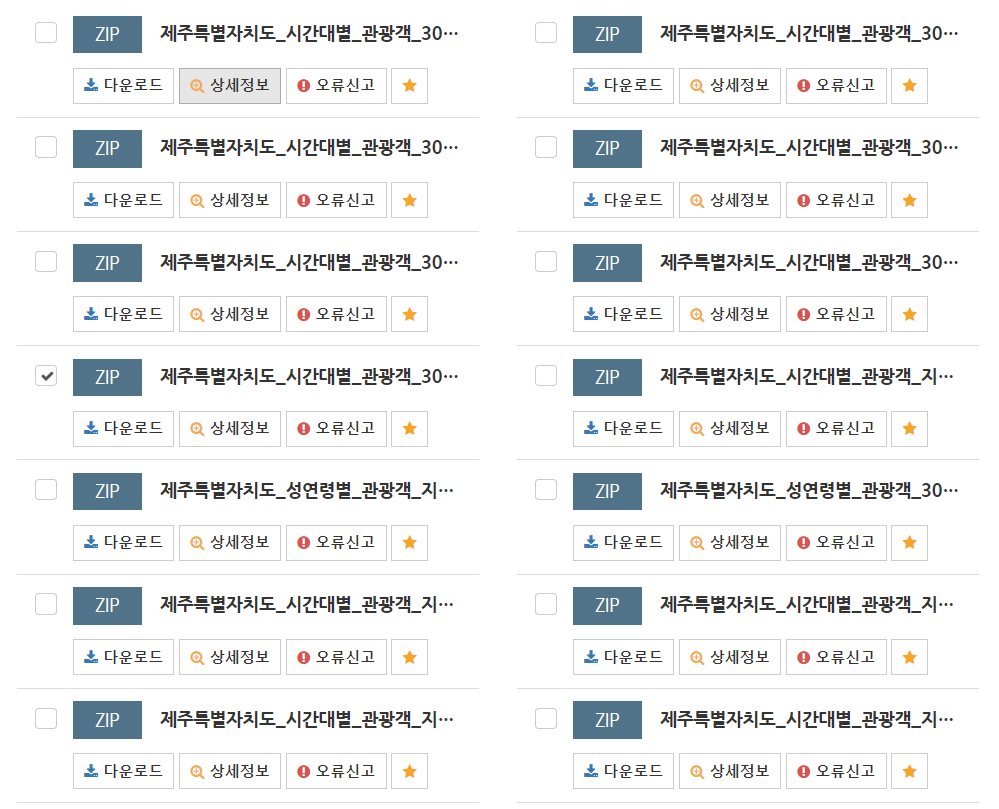 ZIP 제주특별자치도_시간대별_관광객_30… ZIP 제주특별자치도_시간대별_관광객_30…
다운로드 상세정보 오류신고 다운로드 상세정보 오류신고
ZIP 제주특별자치도_시간대별_관광객_30… ZIP 제주특별자치도_시간대별_관광객_30…
다운로드 상세정보 오류신고 다운로드 상세정보 오류신고
ZIP 제주특별자치도_시간대별_관광객_30… ZIP 제주특별자치도_시간대별_관광객_30…
다운로드 상세정보 오류신고 다운로드 상세정보 오류신고
ZIP 제주특별자치도_시간대별_관광객_30… ZIP 제주특별자치도_시간대별_관광객_지…
다운로드 상세정보 오류신고 다운로드 상세정보 오류신고
ZIP 제주특별자치도_성연령별_관광객_지… ZIP 제주특별자치도_성연령별_관광객_30…
다운로드 상세정보 오류신고 다운로드 상세정보 오류신고
ZIP 제주특별자치도_시간대별_관광객_지… ZIP 제주특별자치도_시간대별_관광객_지…
다운로드 상세정보 오류신고 다운로드 상세정보 오류신고
ZIP 제주특별자치도_시간대별_관광객_지… ZIP 제주특별자치도_시간대별_관광객_지…
다운로드 상세정보 오류신고 다운로드 상세정보 오류신고